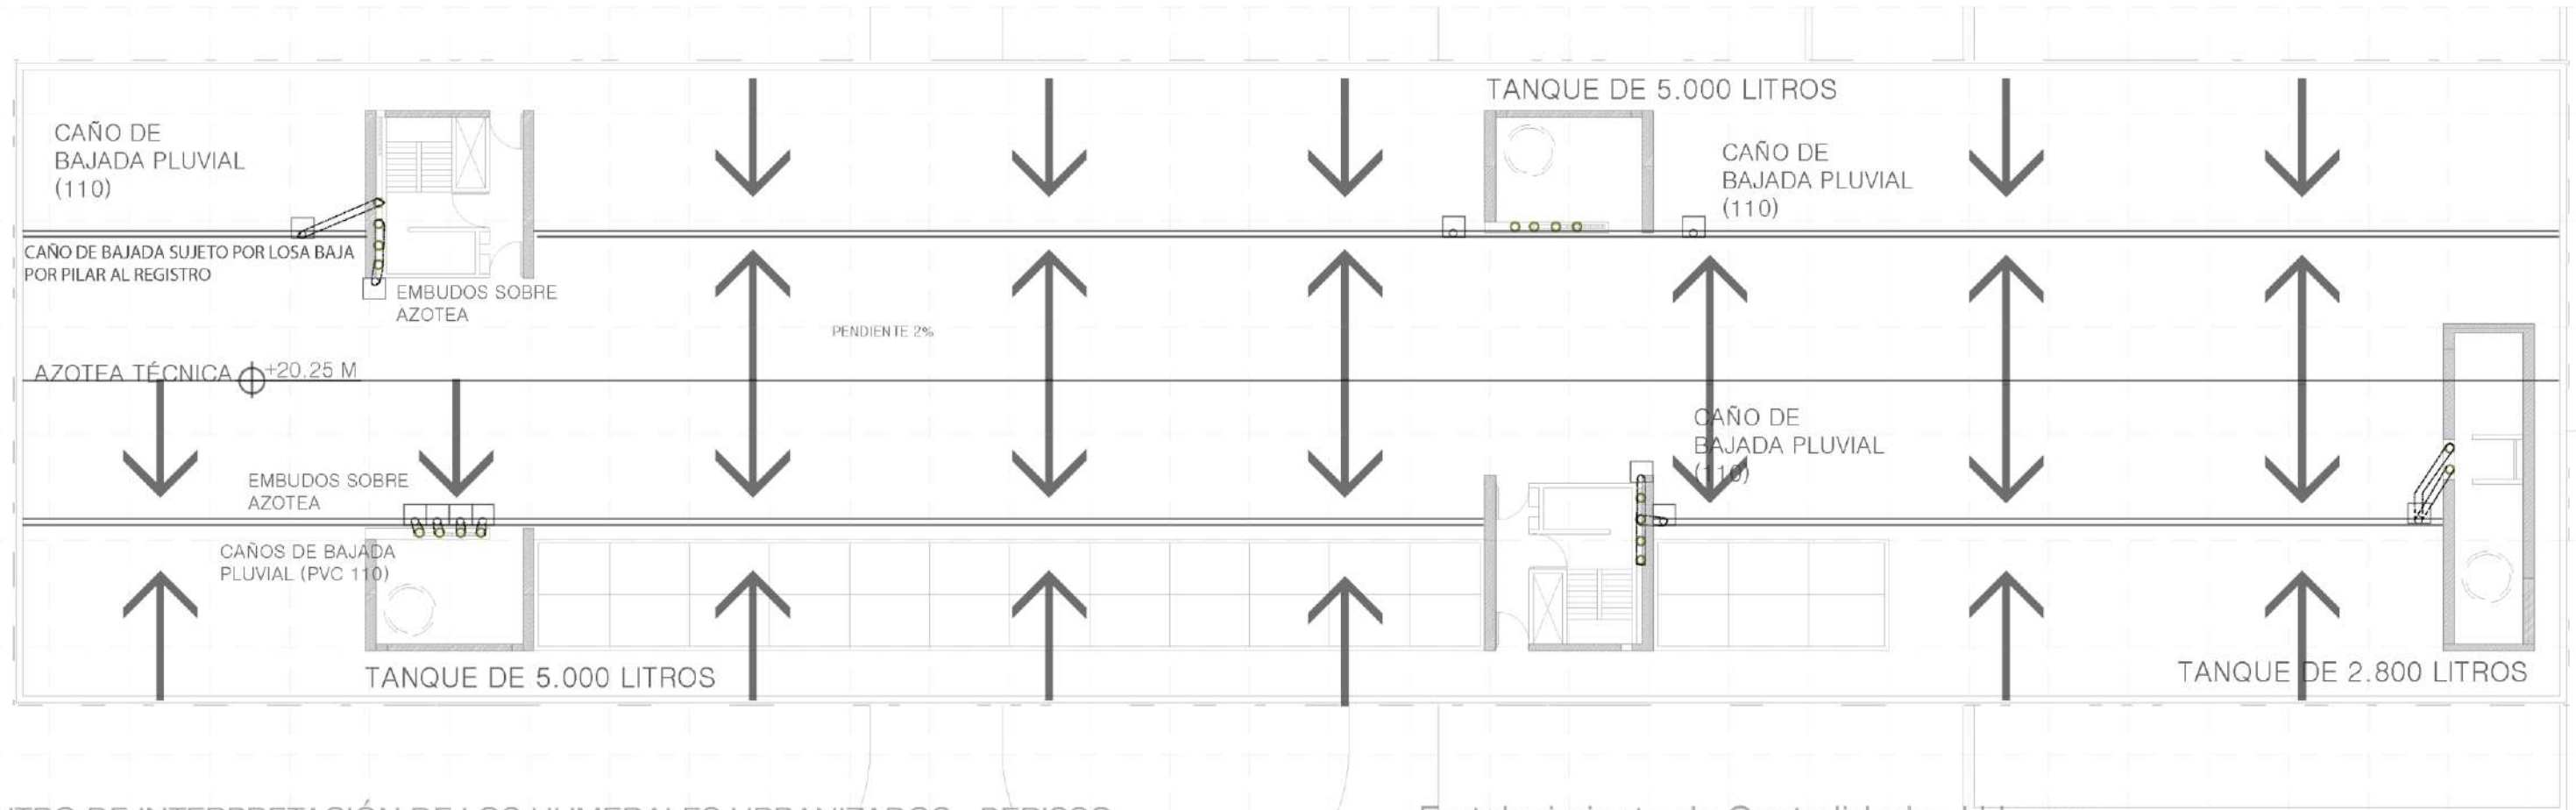 TANQUE DE 5.000 LITROS
CAÑO DE
BAJADA PLUVIAL
(110)
CAÑO DE
BAJADA PLUVIAL
(110)
CAÑO DE BAJADA SUJETO POR LOSA BAJA
POR PILAR AL REGISTRO
EMBUDOS SOBRE
AZOTEA
PENDIENTE 2%
AZOTEA TÉCNICA +20.25 M
CAÑO DE
BAJADA PLUVIAL
(110)
EMBUDOS SOBRE
AZOTEA
CAÑOS DE BAJADA
PLUVIAL (PVC 110)
TANQUE DE 5.000 LITROS
TANQUE DE 2.800 LITROS